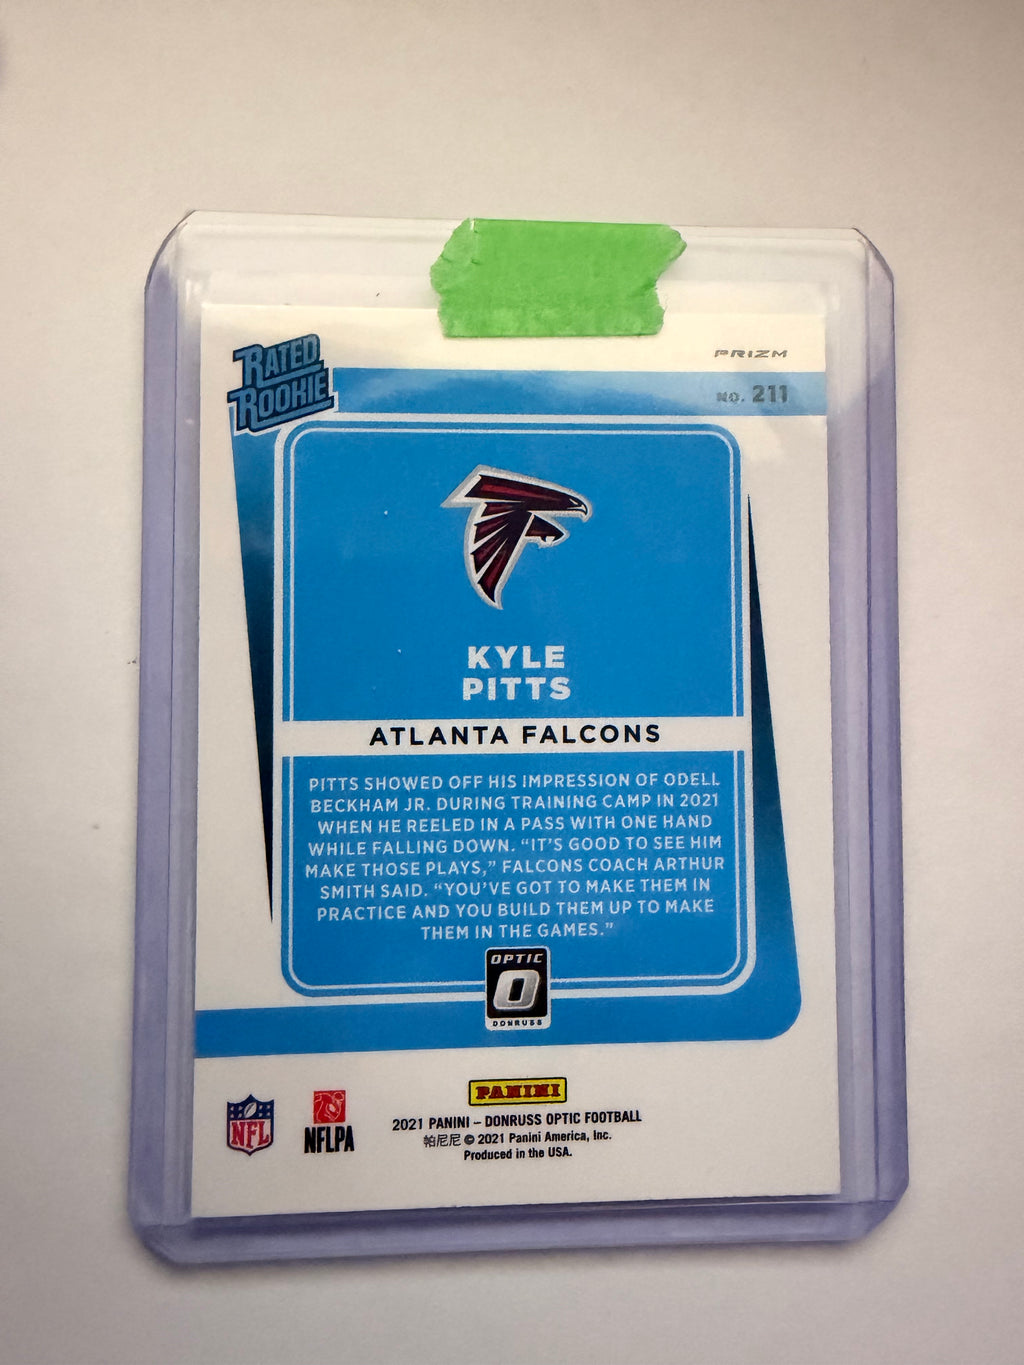 RATED
ROOKIE
PRIZM
NO. 211
KYLE
PITTS
ATLANTA FALCONS
PITTS SHOWED OFF HIS IMPRESSION OF ODELL
BECKHAM JR. DURING TRAINING CAMP IN 2021
WHEN HE REELED IN A PASS WITH ONE HAND
WHILE FALLING DOWN. “IT’S GOOD TO SEE HIM
MAKE THOSE PLAYS,” FALCONS COACH ARTHUR
SMITH SAID. “YOU’VE GOT TO MAKE THEM IN
PRACTICE AND YOU BUILD THEM UP TO MAKE
THEM IN THE GAMES.”
OPTIC
O
DONRUSS
PANINI
NFL
NFLPA
2021 PANINI – DONRUSS OPTIC FOOTBALL
帕尼尼 © 2021 Panini America, Inc.
Produced in the USA.